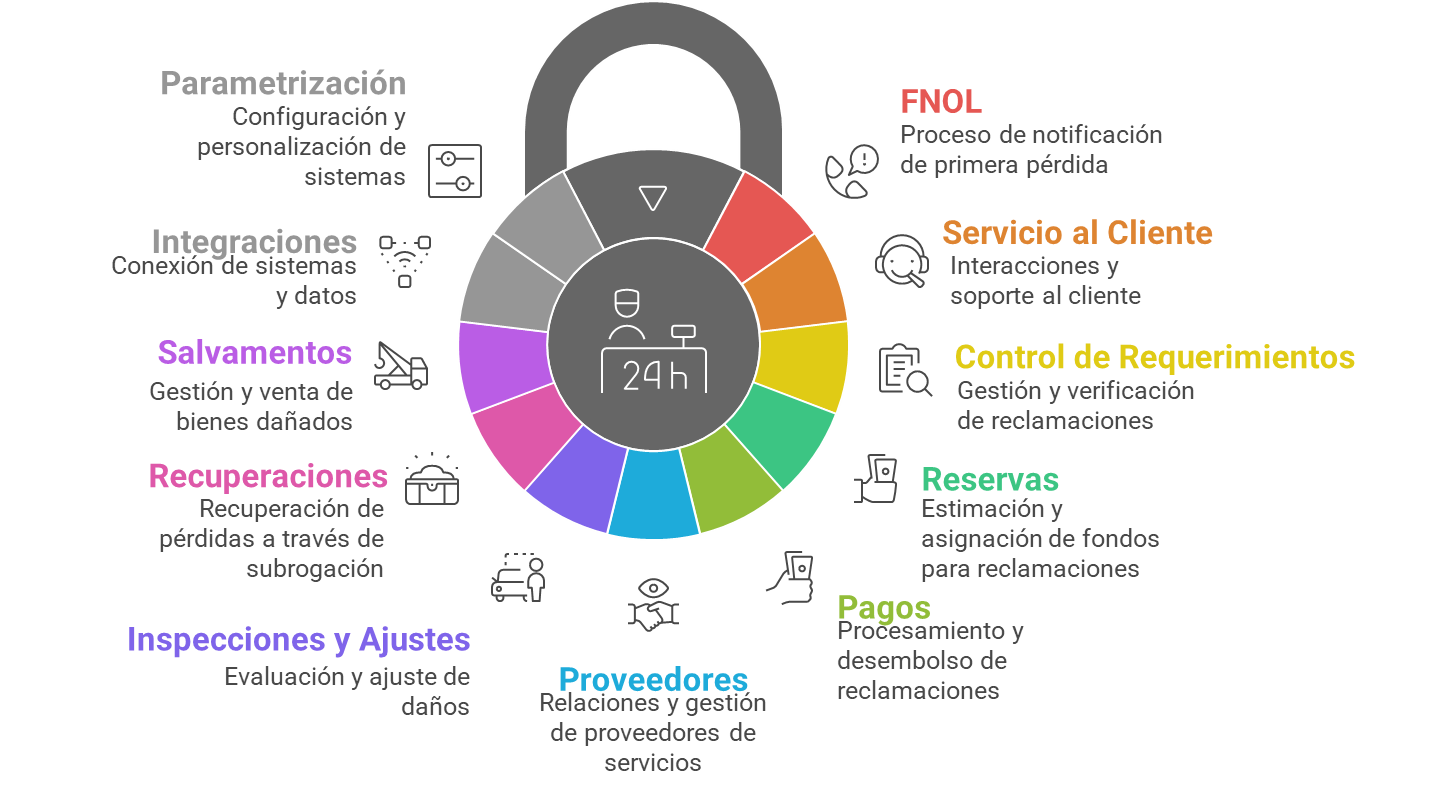 Parametrización
Configuración y
personalización de
sistemas
Integraciones
Conexión de sistemas
y datos
Salvamentos
Gestión y venta de
bienes dañados
Recuperaciones
Recuperación de
pérdidas a través de
subrogación
Inspecciones y Ajustes
Evaluación y ajuste de
daños
24h
FNOL
Proceso de notificación
de primera pérdida
Servicio al Cliente
Interacciones y
soporte al cliente
Control de Requerimientos
Gestión y verificación
de reclamaciones
Reservas
Estimación y
asignación de fondos
para reclamaciones
Pagos
Procesamiento y
desembolso de
reclamaciones
Proveedores
Relaciones y gestión
de proveedores de
servicios